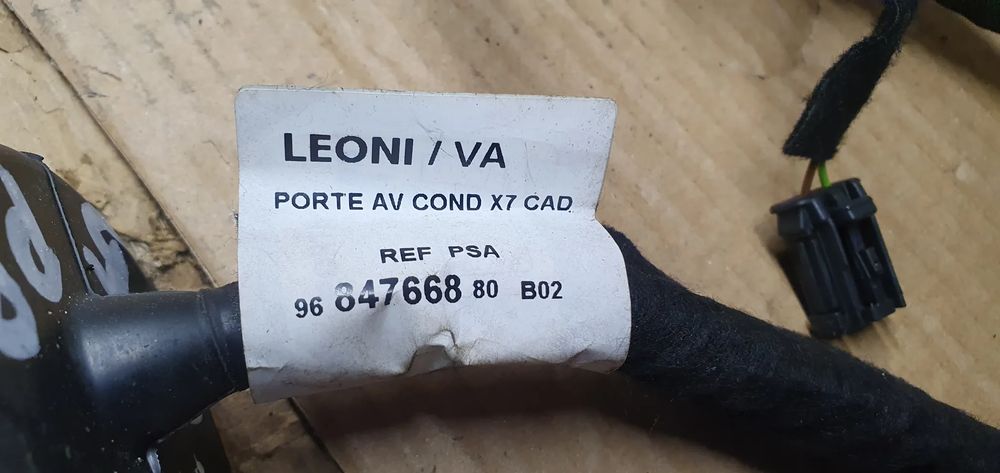 LEONI / VA
PORTE AV COND X7 CAD
REF PSA
96 847668 80 B02